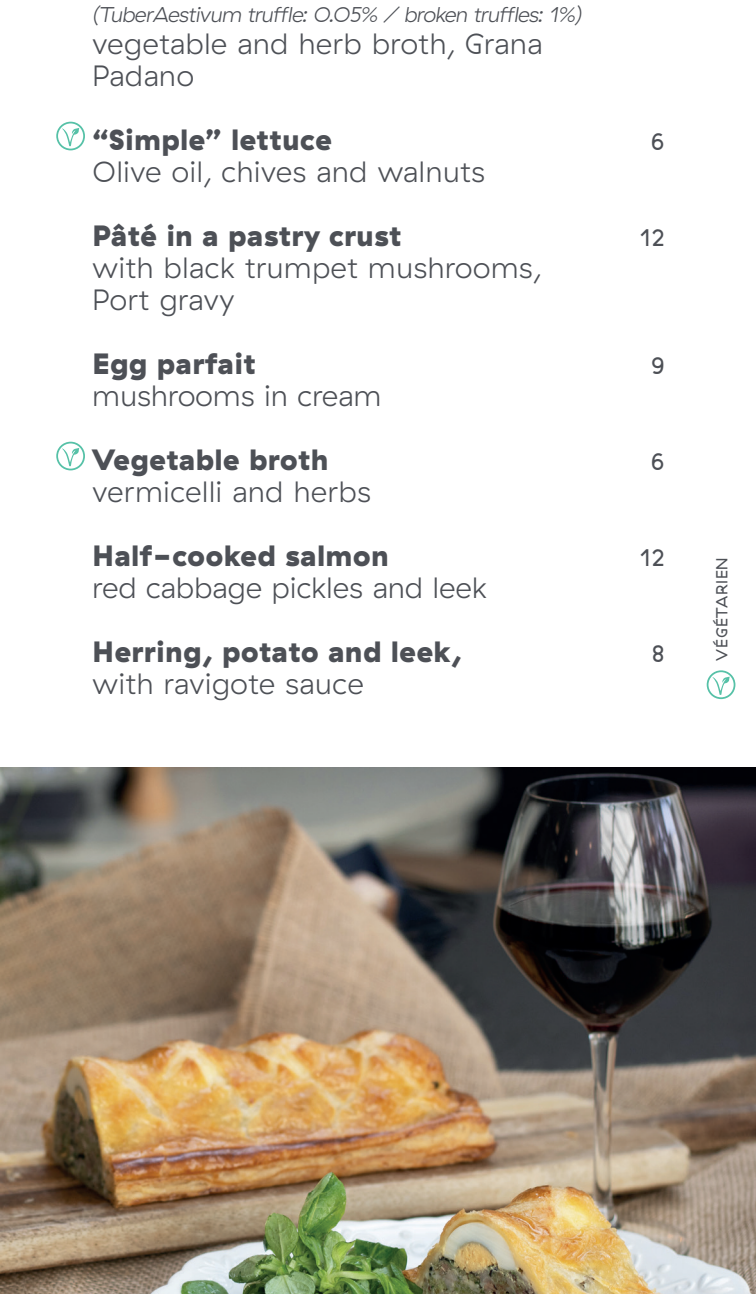 (TuberAestivum truffle: 0.05% / broken truffles: 1%)
vegetable and herb broth, Grana
Padano
“Simple” lettuce 6
Olive oil, chives and walnuts
Pâté in a pastry crust 12
with black trumpet mushrooms,
Port gravy
Egg parfait 9
mushrooms in cream
Vegetable broth 6
vermicelli and herbs
Half-cooked salmon 12
red cabbage pickles and leek
Herring, potato and leek, 8
with ravigote sauce
VÉGÉTARIEN